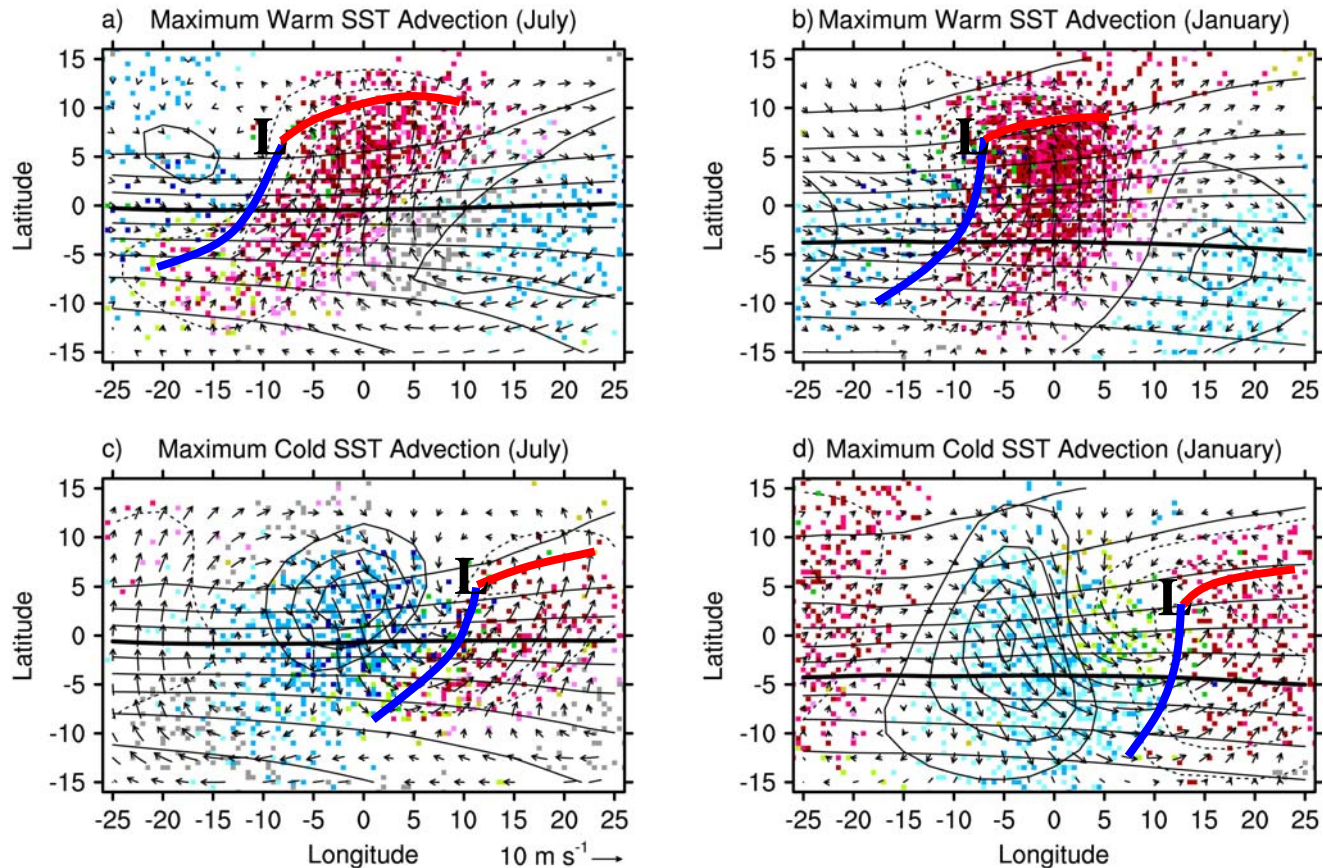 a) Maximum Warm SST Advection (July)
b) Maximum Warm SST Advection (January)
Latitude
15
10
5
0
-5
-10
-15
L
-25 -20 -15 -10 -5 0 5 10 15 20 25
Latitude
15
10
5
0
-5
-10
-15
L
-25 -20 -15 -10 -5 0 5 10 15 20 25
c) Maximum Cold SST Advection (July)
d) Maximum Cold SST Advection (January)
Latitude
15
10
5
0
-5
-10
-15
L
-25 -20 -15 -10 -5 0 5 10 15 20 25
Longitude 10 m s⁻¹
Latitude
15
10
5
0
-5
-10
-15
L
-25 -20 -15 -10 -5 0 5 10 15 20 25
Longitude